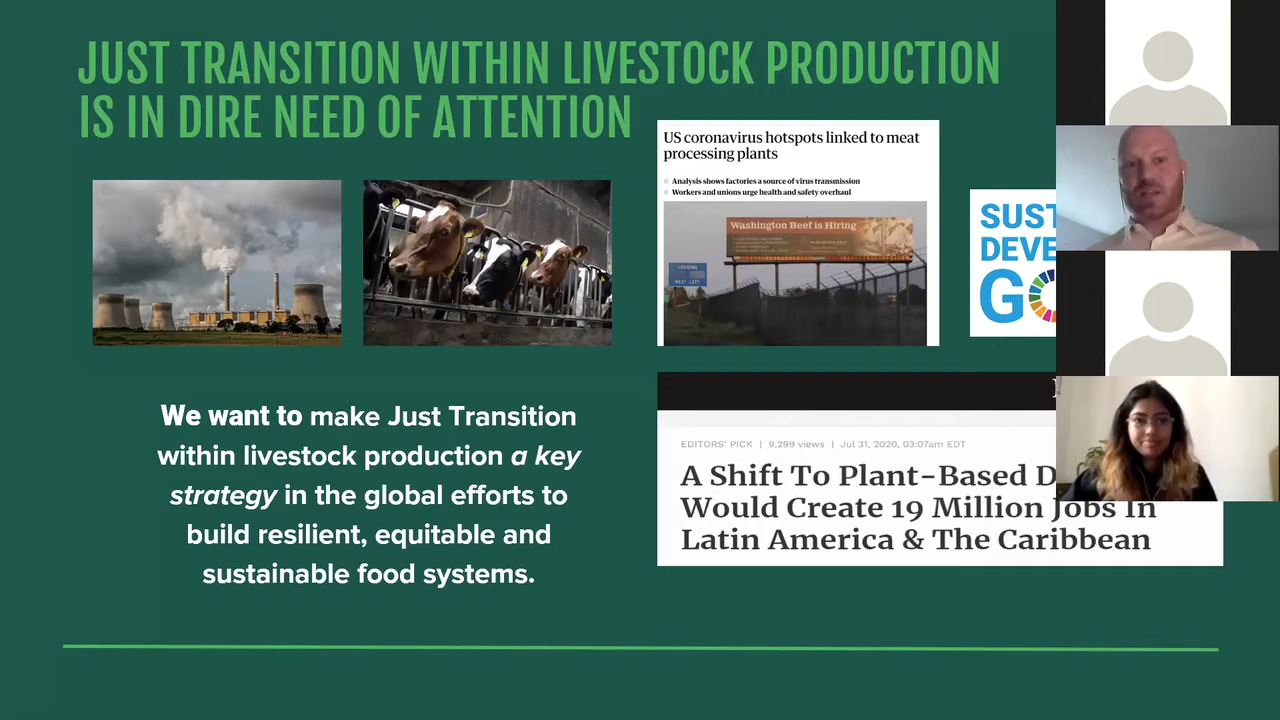 JUST TRANSITION WITHIN LIVESTOCK PRODUCTION
IS IN DIRE NEED OF ATTENTION
US coronavirus hotspots linked to meat
processing plants
Analysis shows factories a source of virus transmission
Workers and unions urge health and safety overhaul
Washington Beef is Hiring
SUST
DEVE
GO
We want to make Just Transition
within livestock production a key
strategy in the global efforts to
build resilient, equitable and
sustainable food systems.
EDITORS' PICK | 9,299 views | Jul 31, 2020, 03:07am EDT
A Shift To Plant-Based D
Would Create 19 Million Jobs In
Latin America & The Caribbean